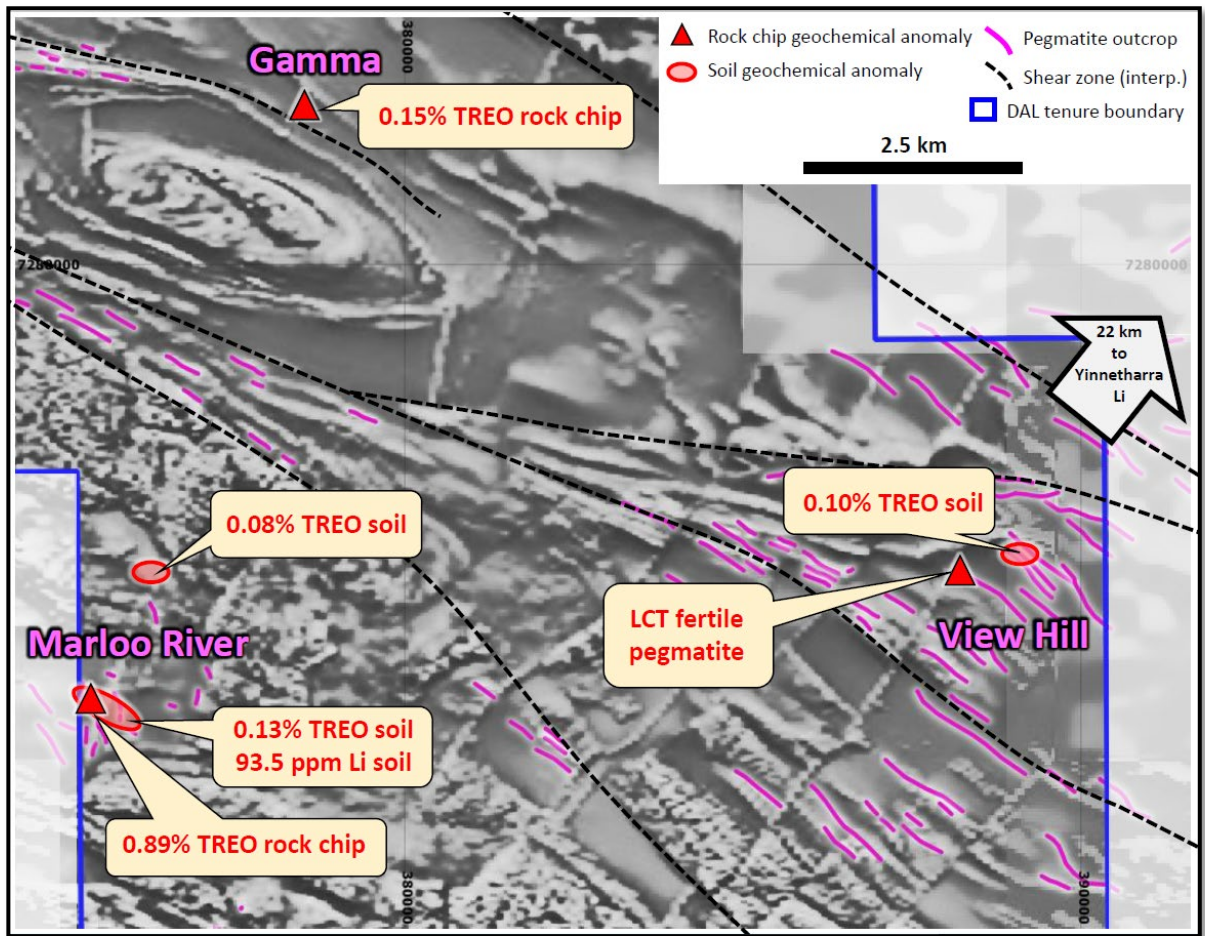 Gamma
380000
0.15% TREO rock chip
Rock chip geochemical anomaly
Soil geochemical anomaly
Pegmatite outcrop
Shear zone (interp.)
DAL tenure boundary
2.5 km
7280000
7280000
22 km
to
Yinnetharra
Li
0.10% TREO soil
0.08% TREO soil
LCT fertile
pegmatite
View Hill
Marloo River
0.13% TREO soil
93.5 ppm Li soil
0.89% TREO rock chip
380000
390000